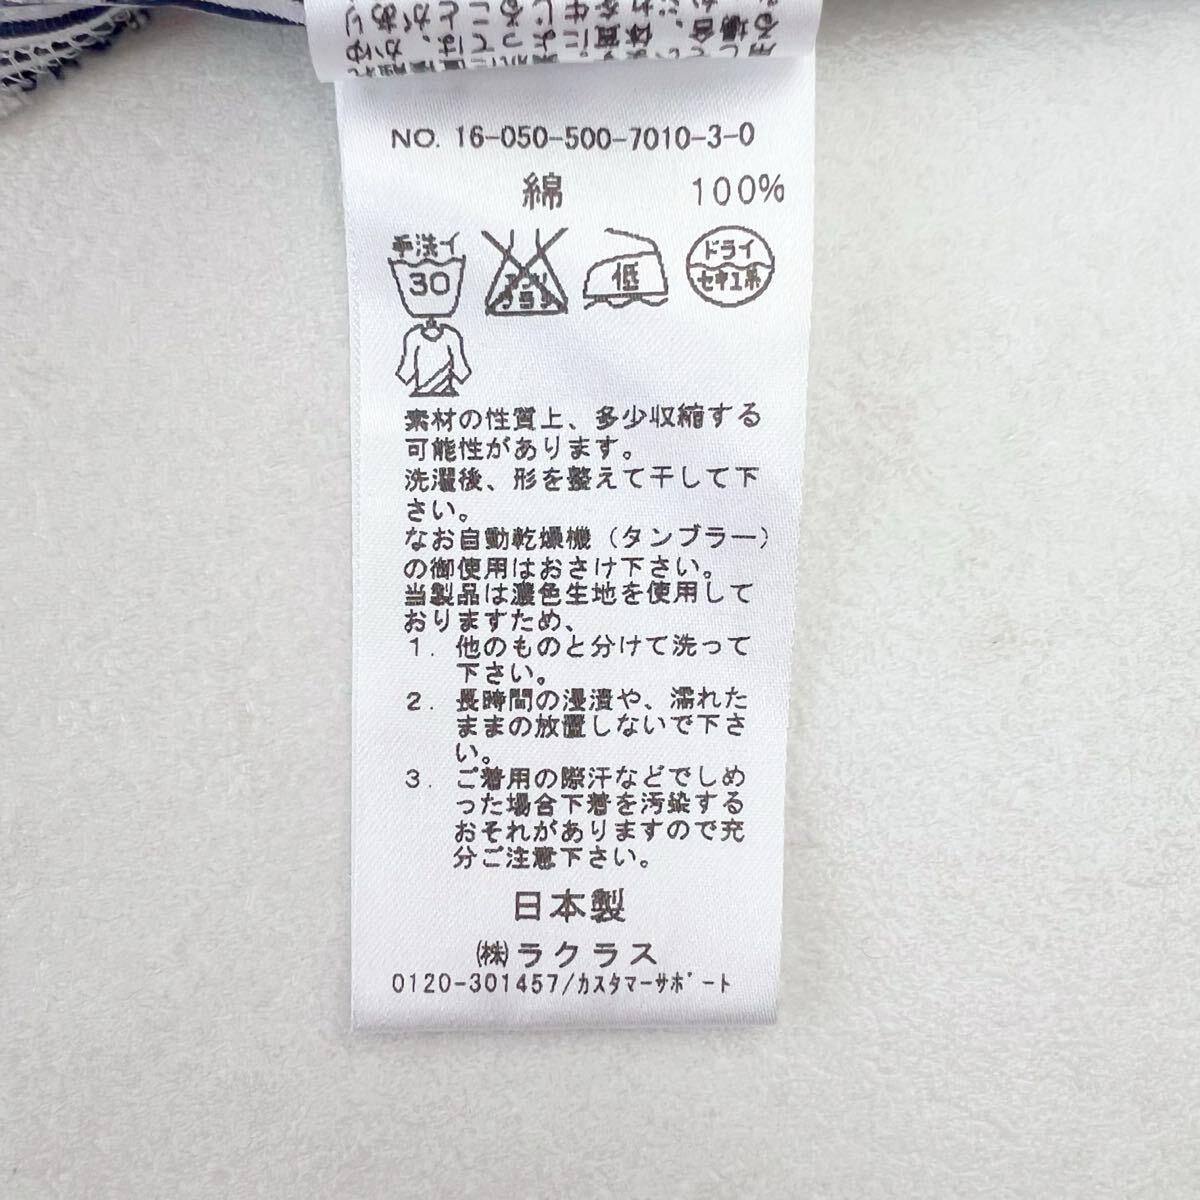 NO. 16-050-500-7010-3-0
綿 100%
手洗イ
30
エンソ
サラシ
低
ドライ
セキユ系
素材の性質上、多少収縮する
可能性があります。
洗濯後、形を整えて干して下
さい。
なお自動乾燥機（タンブラー）
の御使用はおさけ下さい。
当製品は濃色生地を使用して
おりますため、
1. 他のものと分けて洗って
下さい。
2. 長時間の浸漬や、濡れた
ままの放置しないで下さ
い。
3. ご着用の際汗などでしめ
った場合下着を汚染する
おそれがありますので充
分ご注意下さい。
日本製
㈱ラクラス
0120-301457/ｶｽﾀﾏｰｻﾎﾟｰﾄ